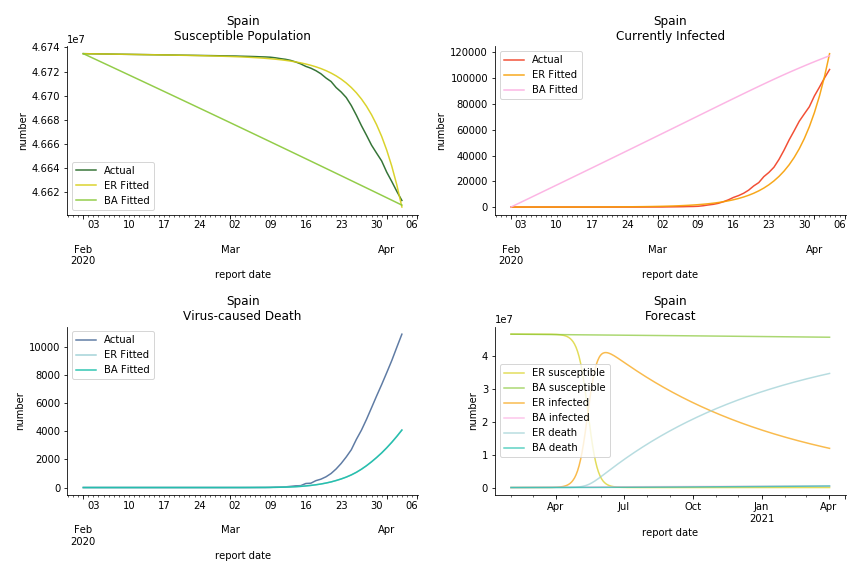 Spain
Susceptible Population
1e7
4.674
4.672
4.670
4.668
4.666
4.664
4.662
number
Actual
ER Fitted
BA Fitted
03 10 17 24 02 09 16 23 30 06
Feb Mar Apr
2020
report date
Spain
Currently Infected
120000
100000
80000
60000
40000
20000
0
number
Actual
ER Fitted
BA Fitted
03 10 17 24 02 09 16 23 30 06
Feb Mar Apr
2020
report date
Spain
Virus-caused Death
10000
8000
6000
4000
2000
0
number
Actual
ER Fitted
BA Fitted
03 10 17 24 02 09 16 23 30 06
Feb Mar Apr
2020
report date
Spain
Forecast
1e7
4
3
2
1
0
number
ER susceptible
BA susceptible
ER infected
BA infected
ER death
BA death
Apr Jul Oct Jan Apr
2021
report date